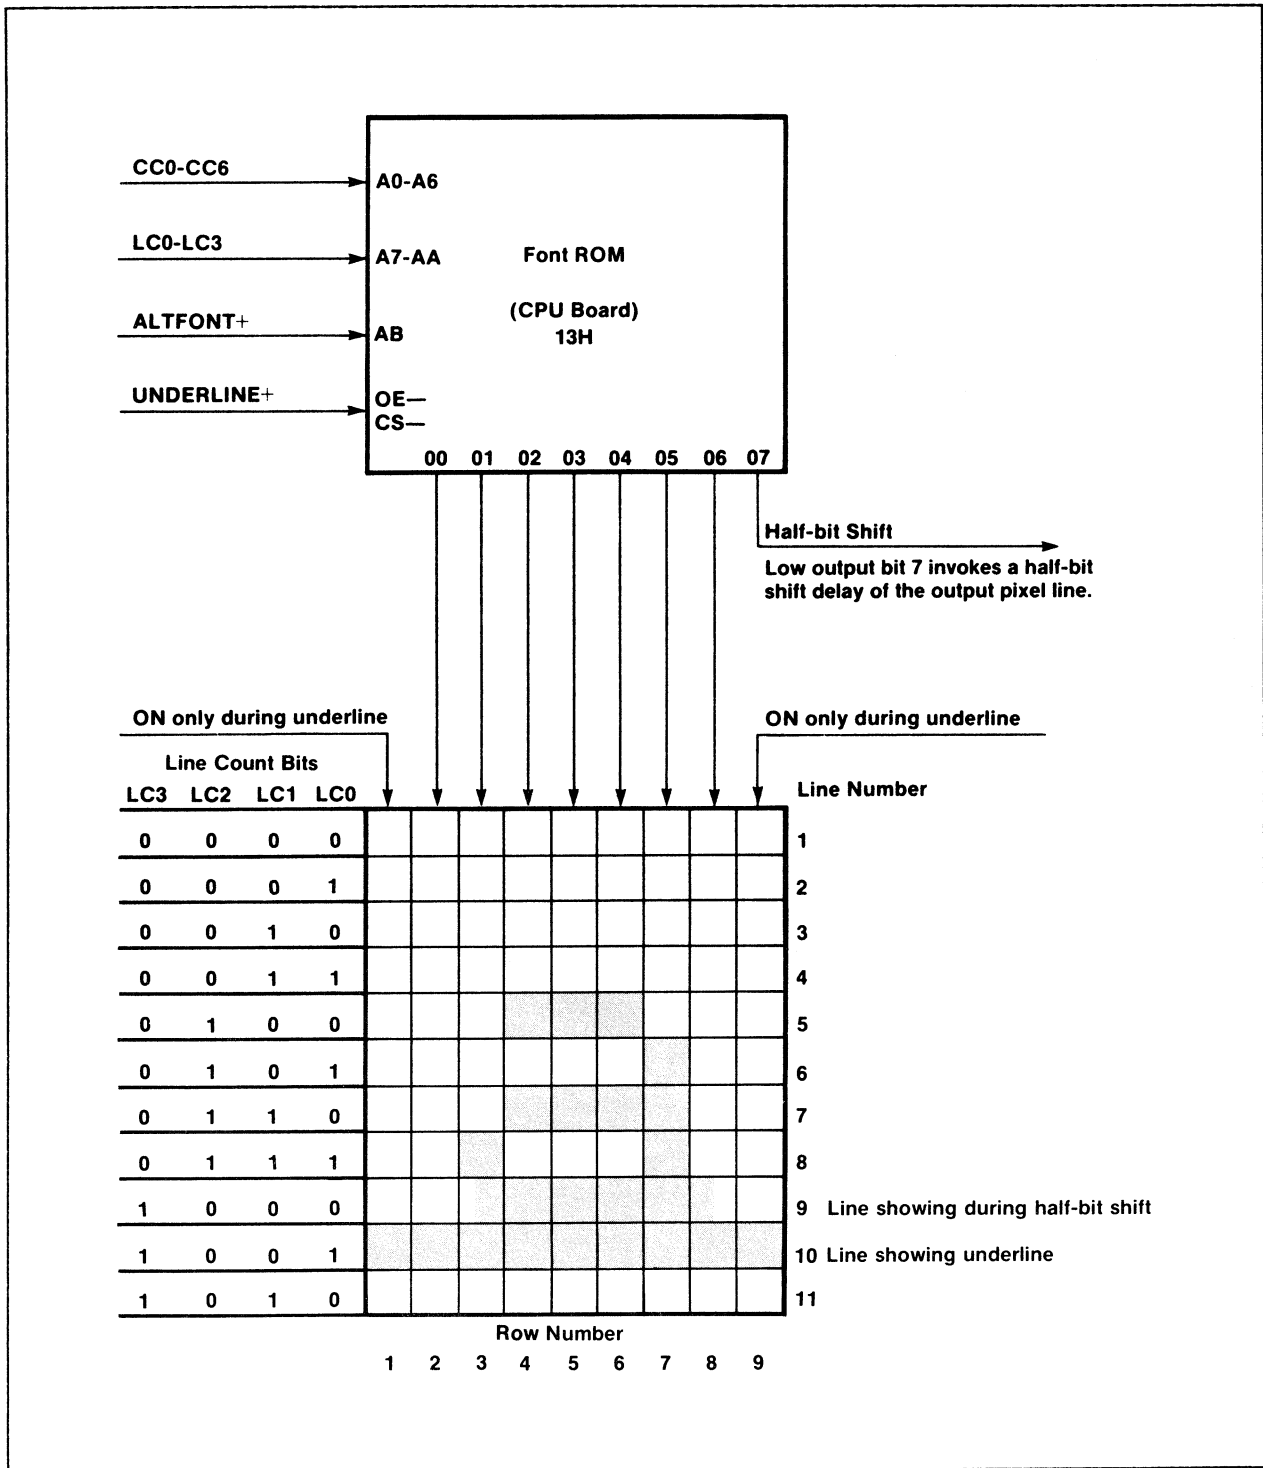 CC0-CC6
A0-A6
LC0-LC3
A7-AA
Font ROM
(CPU Board)
13H
ALTFONT+
AB
UNDERLINE+
OE—
CS—
00 01 02 03 04 05 06 07
Half-bit Shift
Low output bit 7 invokes a half-bit
shift delay of the output pixel line.
ON only during underline
ON only during underline
Line Count Bits
LC3 LC2 LC1 LC0
Line Number
0 0 0 0 1
0 0 0 1 2
0 0 1 0 3
0 0 1 1 4
0 1 0 0 5
0 1 0 1 6
0 1 1 0 7
0 1 1 1 8
1 0 0 0 9 Line showing during half-bit shift
1 0 0 1 10 Line showing underline
1 0 1 0 11
Row Number
1 2 3 4 5 6 7 8 9